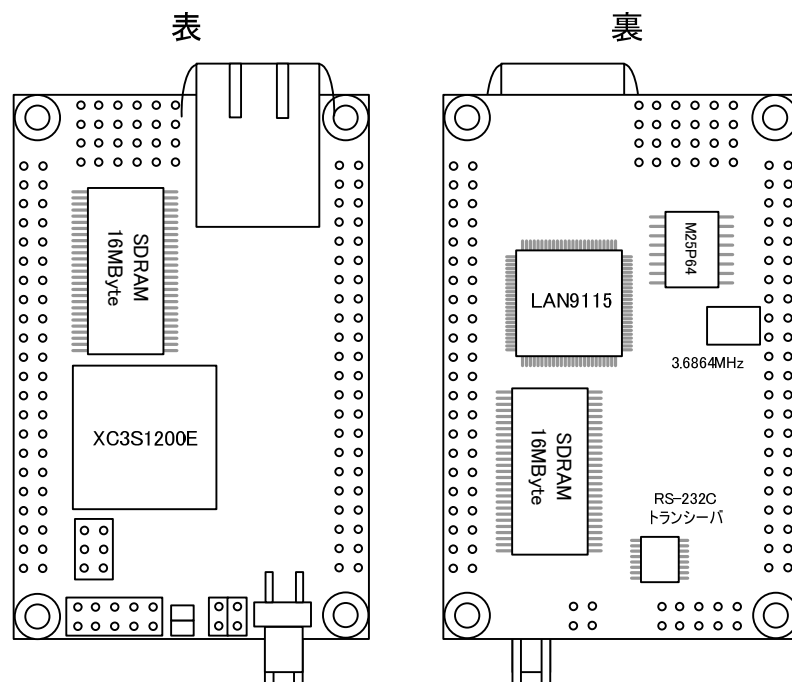 表
裏
SDRAM
16MByte
XC3S1200E
M25P64
LAN9115
3.6864MHz
SDRAM
16MByte
RS-232C
トランシーバ